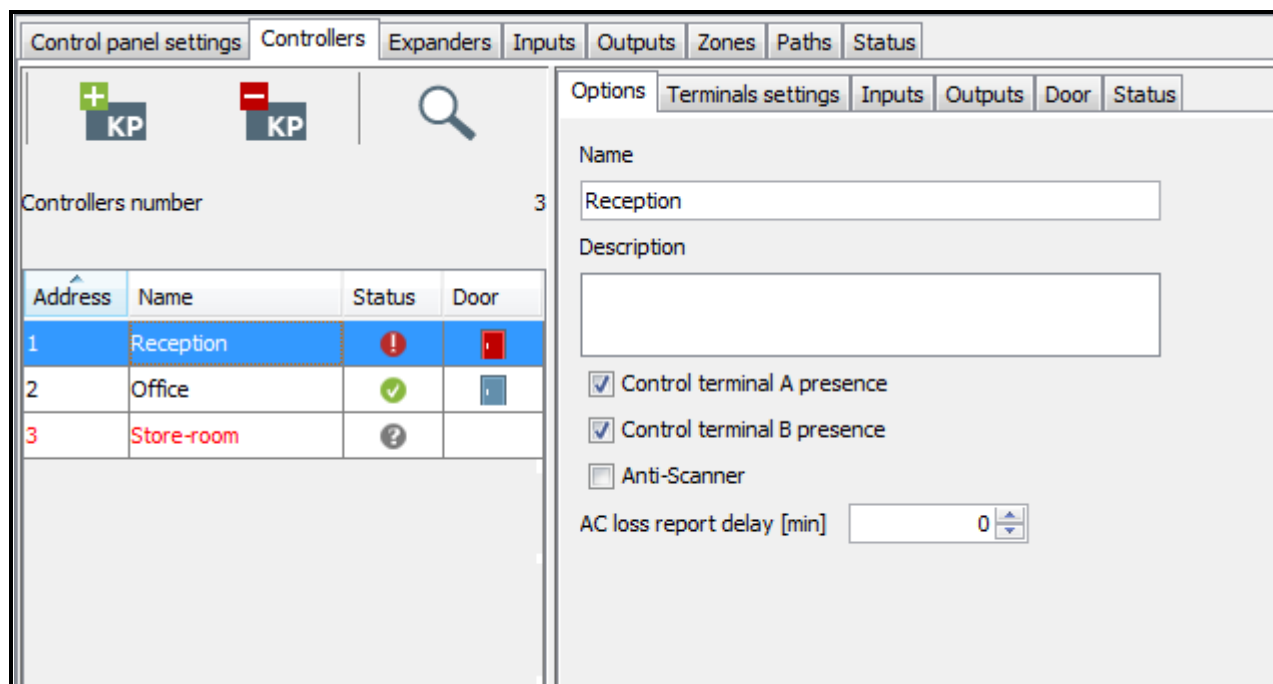 Control panel settings Controllers Expanders Inputs Outputs Zones Paths Status
+ KP - KP
Controllers number 3
Address Name Status Door
1 Reception !
2 Office
3 Store-room ?
Options Terminals settings Inputs Outputs Door Status
Name
Reception
Description
Control terminal A presence
Control terminal B presence
Anti-Scanner
AC loss report delay [min] 0